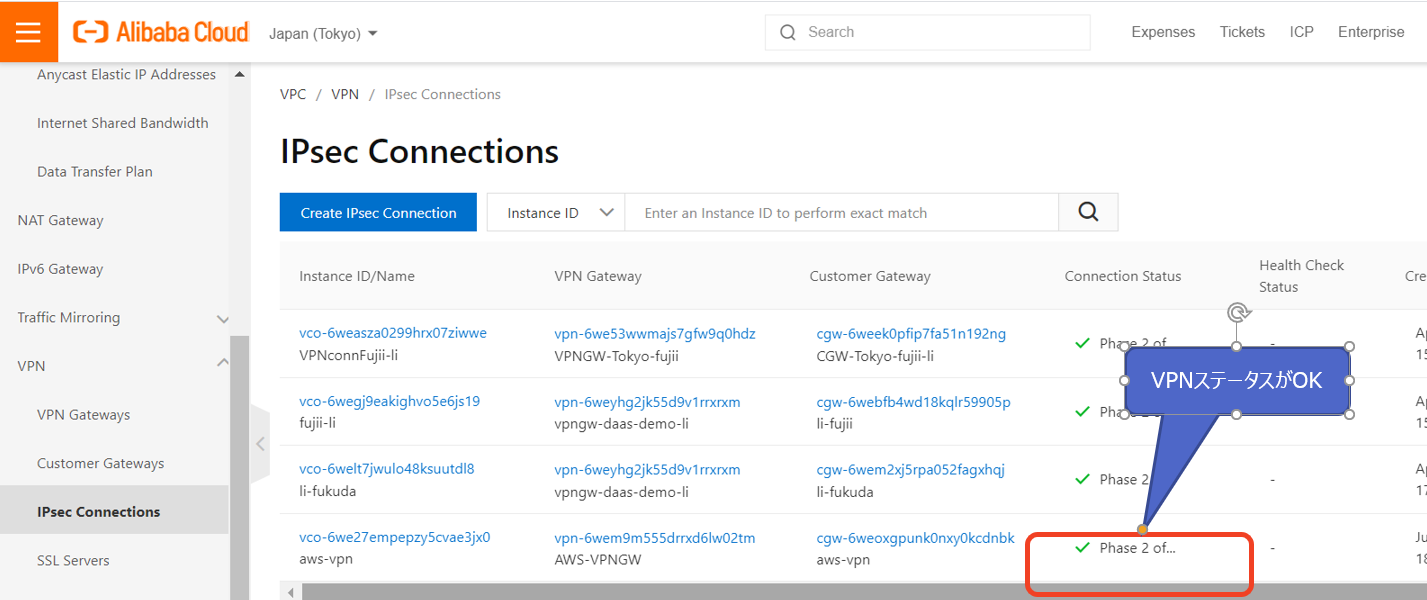 Alibaba Cloud
Japan (Tokyo)
Search
Expenses
Tickets
ICP
Enterprise
Anycast Elastic IP Addresses
Internet Shared Bandwidth
Data Transfer Plan
NAT Gateway
IPv6 Gateway
Traffic Mirroring
VPN
VPN Gateways
Customer Gateways
IPsec Connections
SSL Servers
VPC / VPN / IPsec Connections
IPsec Connections
Create IPsec Connection
Instance ID
Enter an Instance ID to perform exact match
Instance ID/Name
VPN Gateway
Customer Gateway
Connection Status
Health Check
Status
Cre
vco-6weasza0299hrx07ziwwe
VPNconnFujii-li
vpn-6we53wwmajs7gfw9q0hdz
VPNGW-Tokyo-fujii
cgw-6week0pfip7fa51n192ng
CGW-Tokyo-fujii-li
Phase 2 of
-
Ap
15
vco-6wegj9eakighvo5e6js19
fujii-li
vpn-6weyhg2jk55d9v1rrxrxm
vpngw-daas-demo-li
cgw-6webfb4wd18kqlr59905p
li-fujii
Ap
15
VPNステータスがOK
vco-6welt7jwulo48ksuutdl8
li-fukuda
vpn-6weyhg2jk55d9v1rrxrxm
vpngw-daas-demo-li
cgw-6wem2xj5rpa052fagxhqj
li-fukuda
Phase 2
-
Ap
17
vco-6we27empepzy5cvae3jx0
aws-vpn
vpn-6wem9m555drrxd6lw02tm
AWS-VPNGW
cgw-6weoxgpunk0nxy0kcdnbk
aws-vpn
Phase 2 of...
-
Ju
18